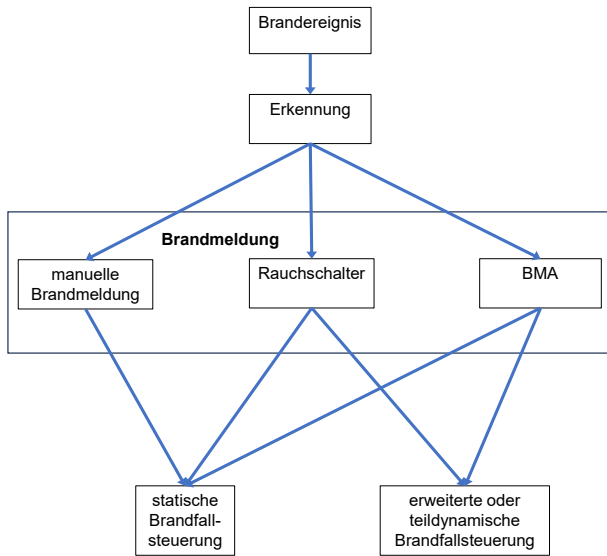 Brandereignis
Erkennung
Brandmeldung
manuelle
Brandmeldung
Rauchschalter
BMA
statische
Brandfall-
steuerung
erweiterte oder
teildynamische
Brandfallsteuerung